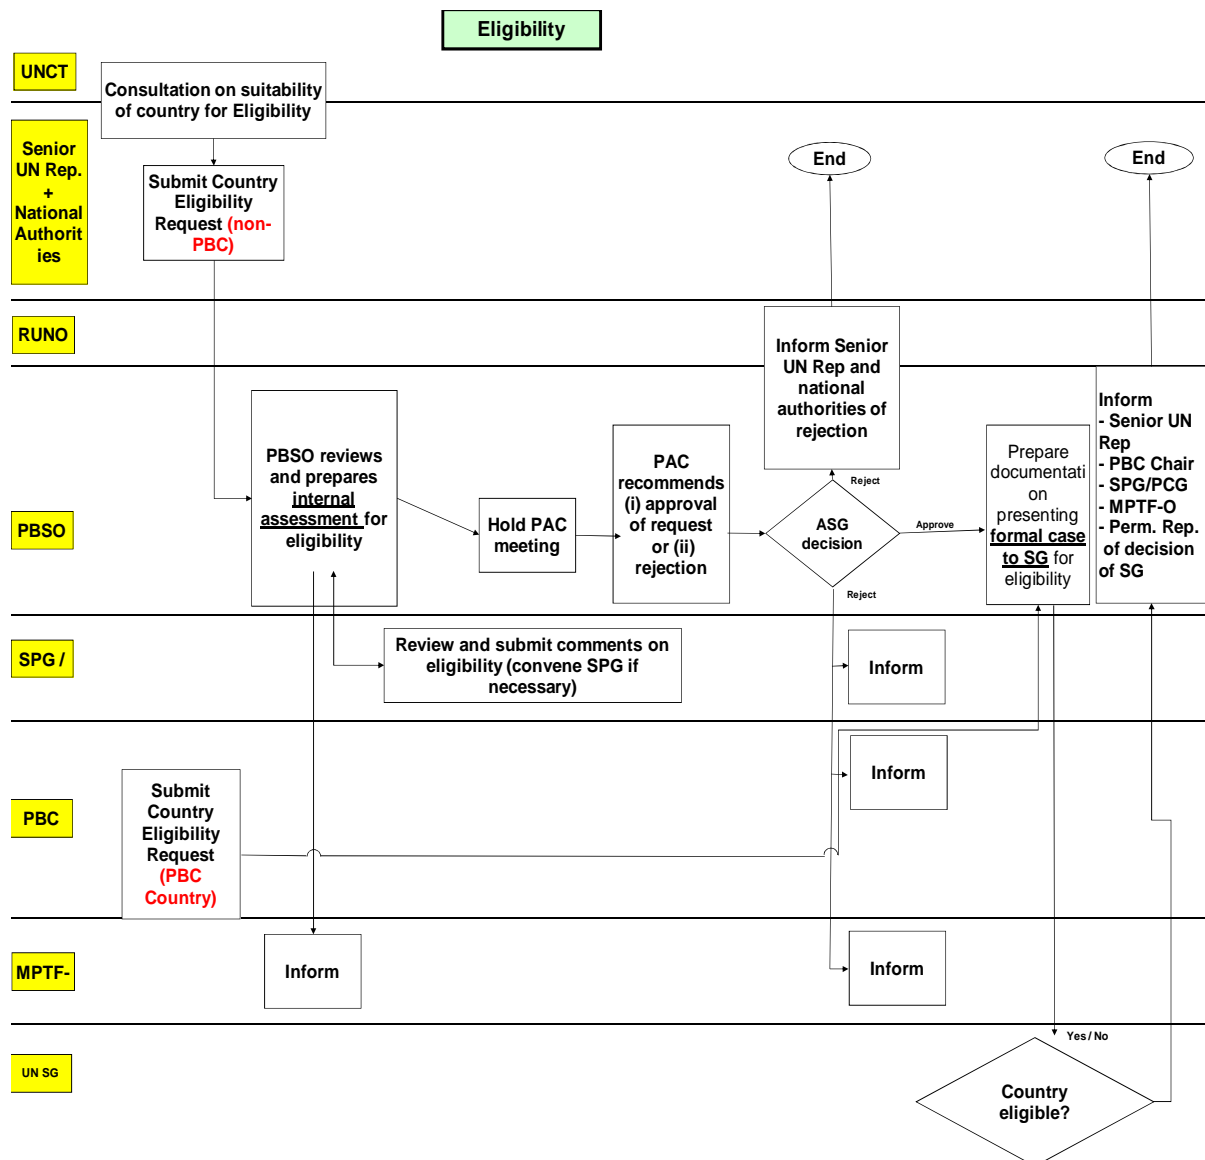 Eligibility
UNCT
Consultation on suitability
of country for Eligibility
Senior
UN Rep.
+
National
Authorit
ies
Submit Country
Eligibility
Request (non-
PBC)
End
End
RUNO
Inform Senior
UN Rep and
national
authorities of
rejection
PBSO
PBSO reviews
and prepares
internal
assessment for
eligibility
Hold PAC
meeting
PAC
recommends
(i) approval
of request
or (ii)
rejection
Reject
ASG
decision
Approve
Reject
Prepare
documentati
on
presenting
formal case
to SG for
eligibility
Inform
- Senior UN
Rep
- PBC Chair
- SPG/PCG
- MPTF-O
- Perm. Rep.
of decision
of SG
SPG /
Review and submit comments on
eligibility (convene SPG if
necessary)
Inform
PBC
Submit
Country
Eligibility
Request
(PBC
Country)
Inform
MPTF-
Inform
Inform
UN SG
Yes / No
Country
eligible?